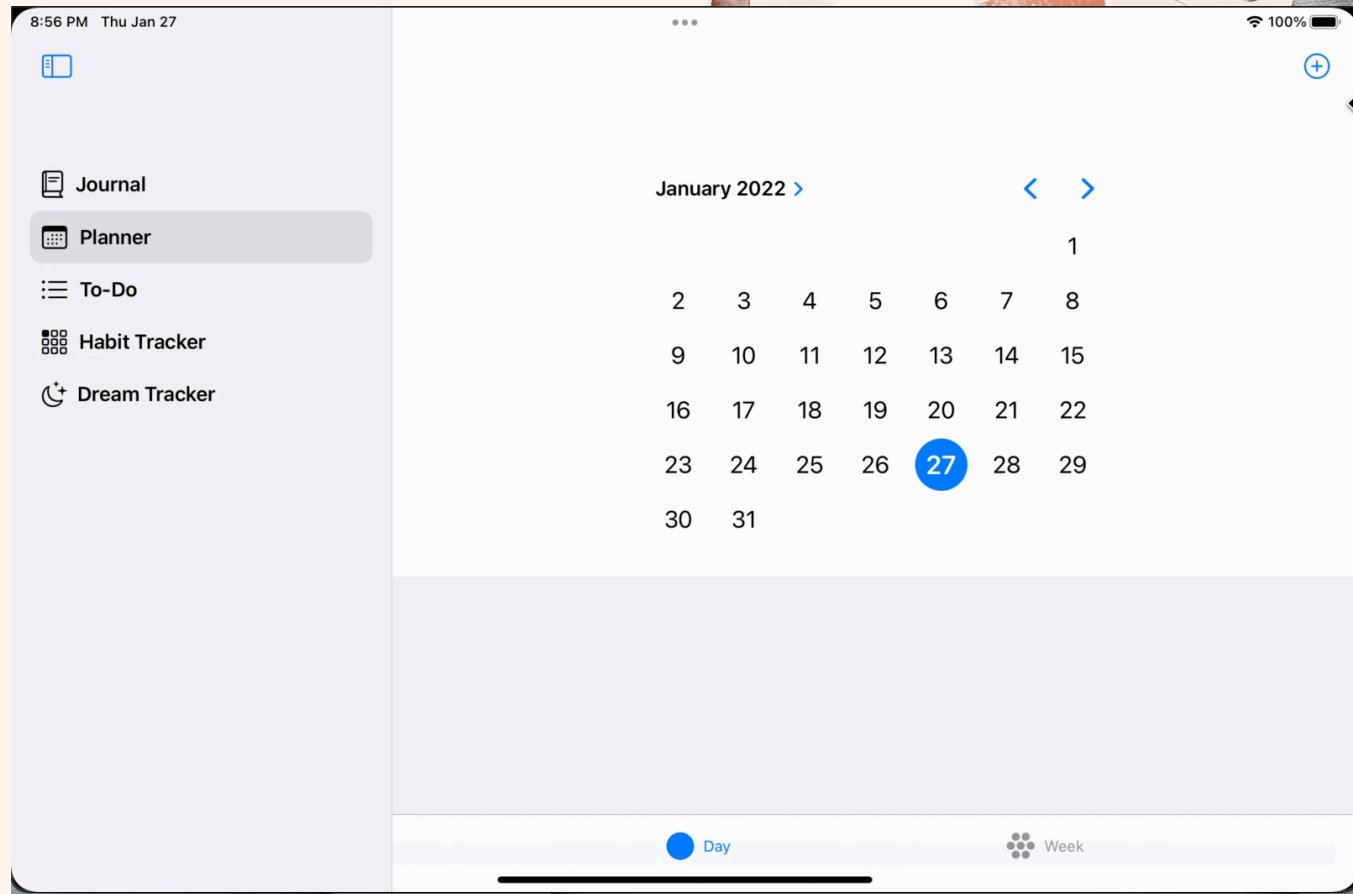 8:56 PM Thu Jan 27
100%
Journal
Planner
To-Do
Habit Tracker
Dream Tracker
January 2022
1
2 3 4 5 6 7 8
9 10 11 12 13 14 15
16 17 18 19 20 21 22
23 24 25 26 27 28 29
30 31
Day Week